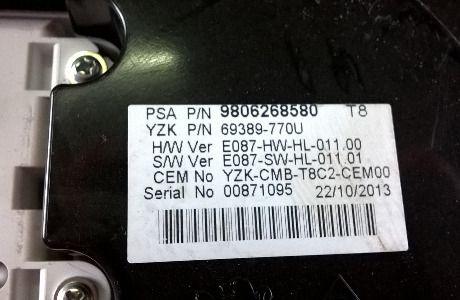 PSA P/N 9806268580 T8
YZK P/N 69389-770U
H/W Ver E087-HW-HL-011.00
S/W Ver E087-SW-HL-011.01
CEM No YZK-CMB-T8C2-CEM00
Serial No 00871095 22/10/2013